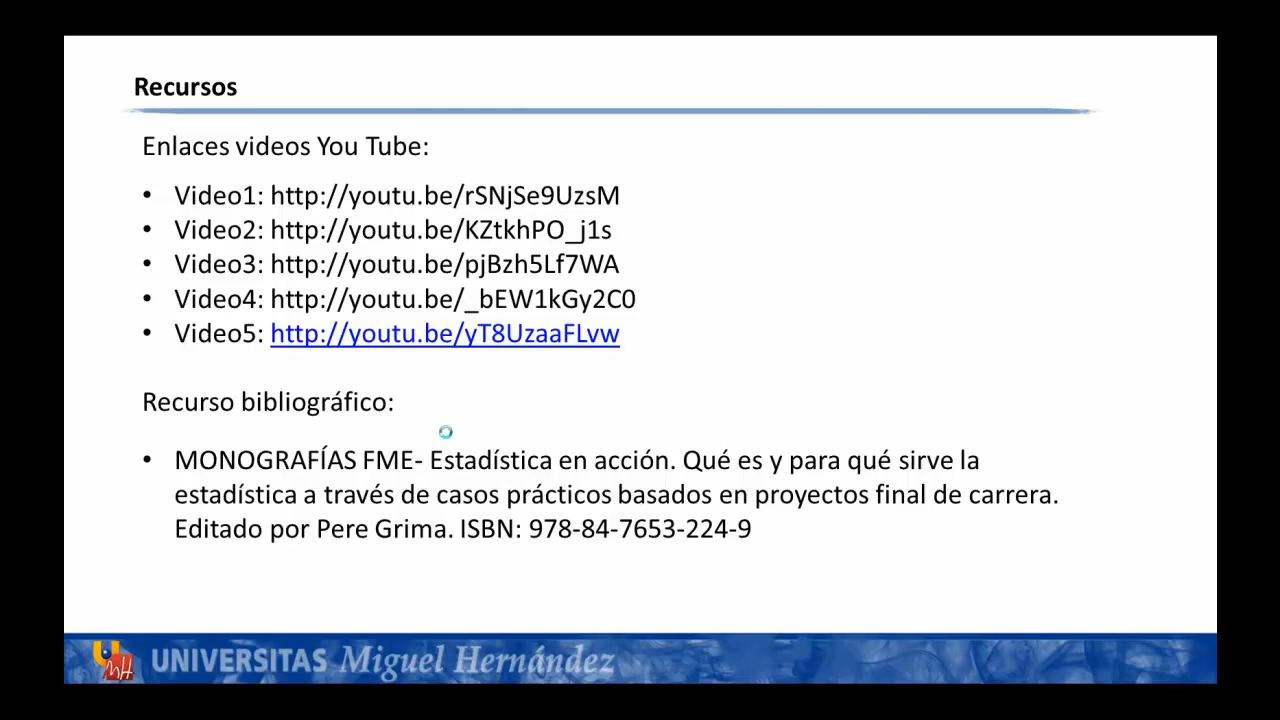 Recursos
Enlaces videos You Tube:
• Video1: http://youtu.be/rSNjSe9UzsM
• Video2: http://youtu.be/KZtkhPO_j1s
• Video3: http://youtu.be/pjBzh5Lf7WA
• Video4: http://youtu.be/_bEW1kGy2C0
• Video5: http://youtu.be/yT8UzaaFLvw
Recurso bibliográfico:
• MONOGRAFÍAS FME- Estadística en acción. Qué es y para qué sirve la
estadística a través de casos prácticos basados en proyectos final de carrera.
Editado por Pere Grima. ISBN: 978-84-7653-224-9
UNIVERSITAS Miguel Hernández